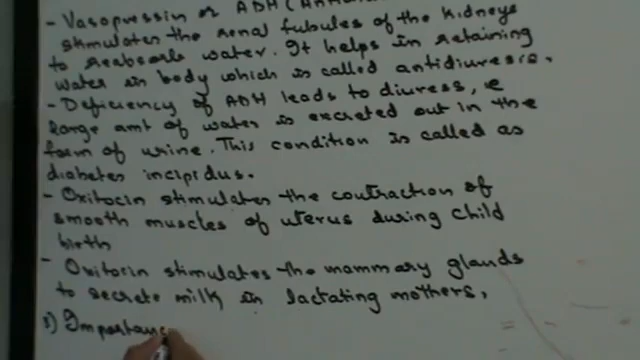 - Vasopressin or ADH (
stimulates the renal tubules of the kidneys
to reabsorb water. It helps in retaining
water in body which is called antidiuresis.
- Deficiency of ADH leads to diuress, e
large amt of water is excreted out in the
form of urine. This condition is called as
diabetes incipidus.
- Oxitocin stimulates the contraction of
smooth muscles of uterus during child
birth
- Oxitocin stimulates the mammary glands
to secrete milk in lactating mothers,
Importanc